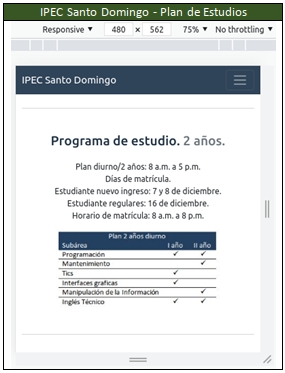 IPEC Santo Domingo - Plan de Estudios
Responsive ▼ 480 × 562 75% ▼ No throttling ▼
IPEC Santo Domingo
Programa de estudio. 2 años.
Plan diurno/2 años: 8 a.m. a 5 p.m.
Días de matrícula.
Estudiante nuevo ingreso: 7 y 8 de diciembre.
Estudiante regulares: 16 de diciembre.
Horario de matrícula: 8 a.m. a 8 p.m.
Plan 2 años diurno
Subárea I año II año
Programación ✓ ✓
Mantenimiento ✓
Tics ✓
Interfaces graficas ✓
Manipulación de la Información ✓
Inglés Técnico ✓ ✓